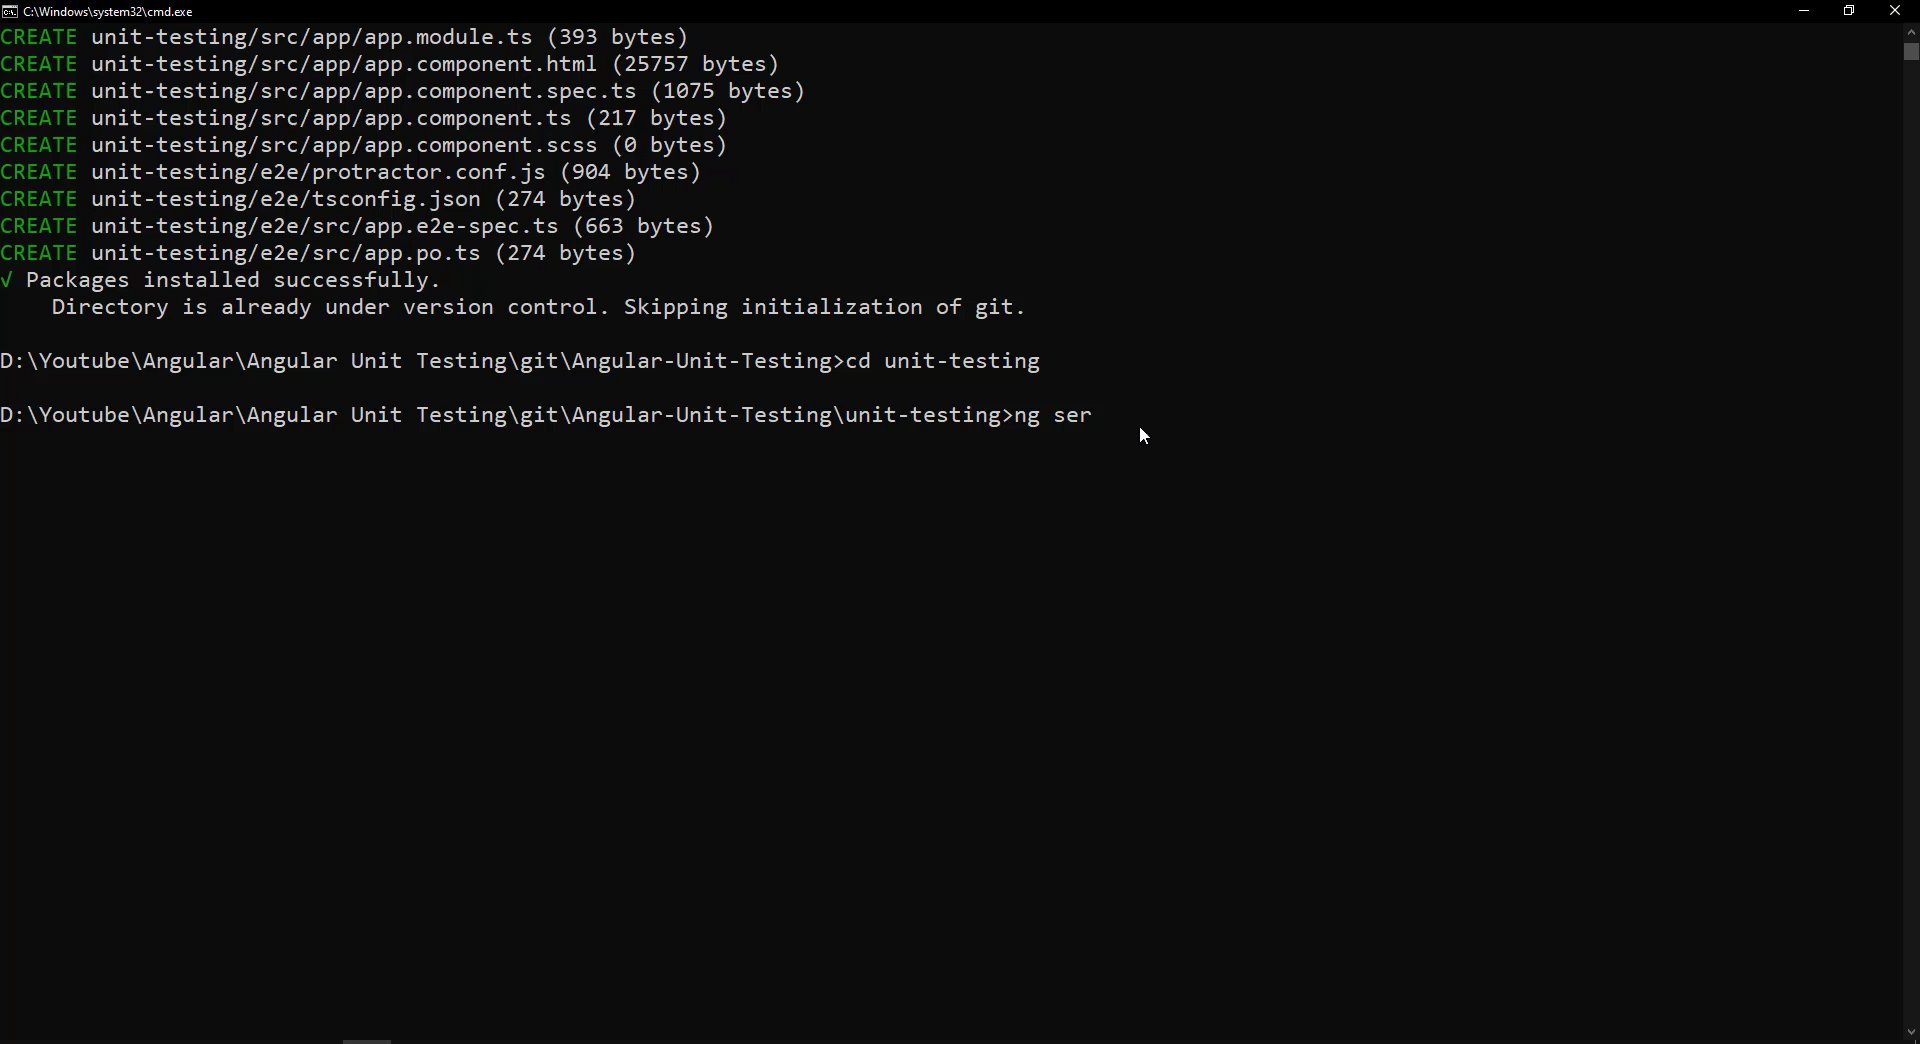 C:\Windows\system32\cmd.exe
CREATE unit-testing/src/app/app.module.ts (393 bytes)
CREATE unit-testing/src/app/app.component.html (25757 bytes)
CREATE unit-testing/src/app/app.component.spec.ts (1075 bytes)
CREATE unit-testing/src/app/app.component.ts (217 bytes)
CREATE unit-testing/src/app/app.component.scss (0 bytes)
CREATE unit-testing/e2e/protractor.conf.js (904 bytes)
CREATE unit-testing/e2e/tsconfig.json (274 bytes)
CREATE unit-testing/e2e/src/app.e2e-spec.ts (663 bytes)
CREATE unit-testing/e2e/src/app.po.ts (274 bytes)
√ Packages installed successfully.
    Directory is already under version control. Skipping initialization of git.
D:\Youtube\Angular\Angular Unit Testing\git\Angular-Unit-Testing>cd unit-testing
D:\Youtube\Angular\Angular Unit Testing\git\Angular-Unit-Testing\unit-testing>ng ser